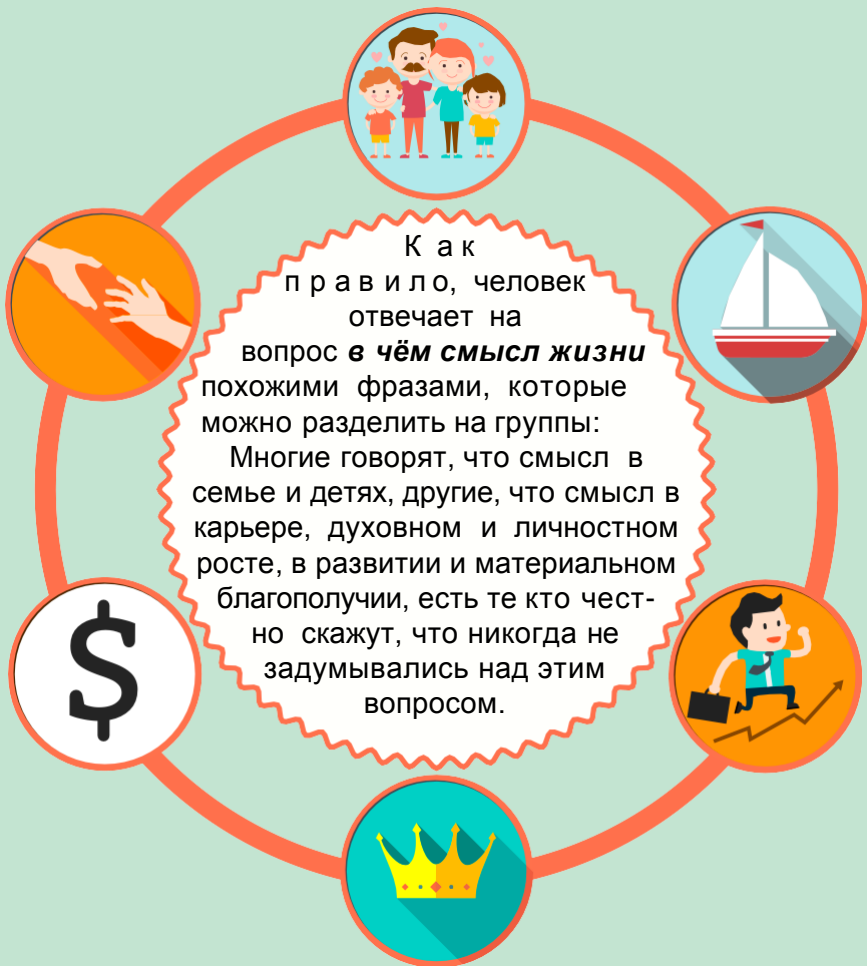 К а к
п р а в и л о, человек
отвечает на
вопрос в чём смысл жизни
похожими фразами, которые
можно разделить на группы:
Многие говорят, что смысл в
семье и детях, другие, что смысл в
карьере, духовном и личностном
росте, в развитии и материальном
благополучии, есть те кто чест-
но скажут, что никогда не
задумывались над этим
вопросом.
$